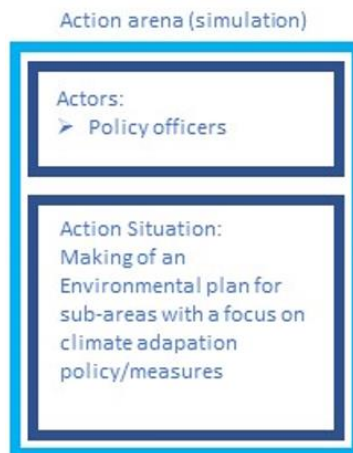 Action arena (simulation)
Actors:
➢ Policy officers
Action Situation:
Making of an
Environmental plan for
sub-areas with a focus on
climate adapation
policy/measures